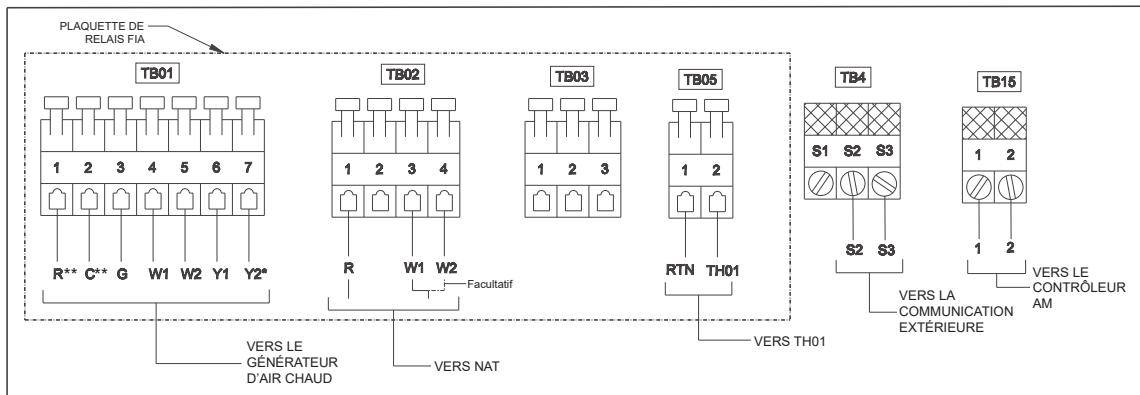 PLAQUETTE DE
RELAIS FIA
TB01
TB02
TB03
TB05
TB4
TB15
1 2 3 4 5 6 7
1 2 3 4
1 2 3
1 2
S1 S2 S3
1 2
R** C** G W1 W2 Y1 Y2*
R W1 W2
Facultatif
RTN TH01
S2 S3
1 2
VERS LE
GÉNÉRATEUR
D'AIR CHAUD
VERS NAT
VERS TH01
VERS LA
COMMUNICATION
EXTÉRIEURE
VERS LE
CONTRÔLEUR
AM